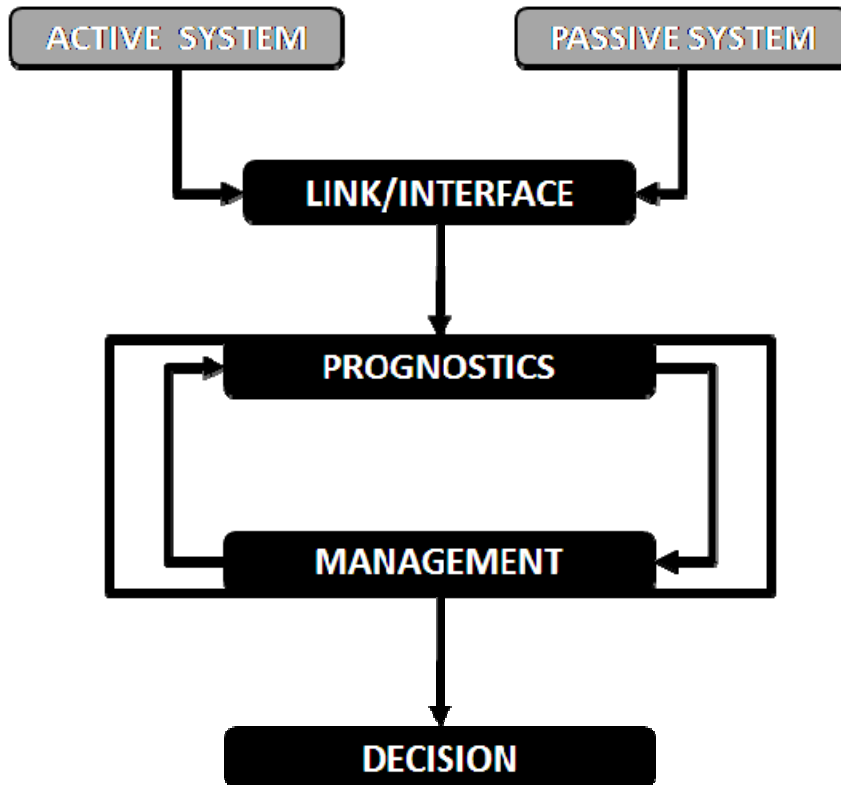 ACTIVE SYSTEM
PASSIVE SYSTEM
LINK/INTERFACE
PROGNOSTICS
MANAGEMENT
DECISION